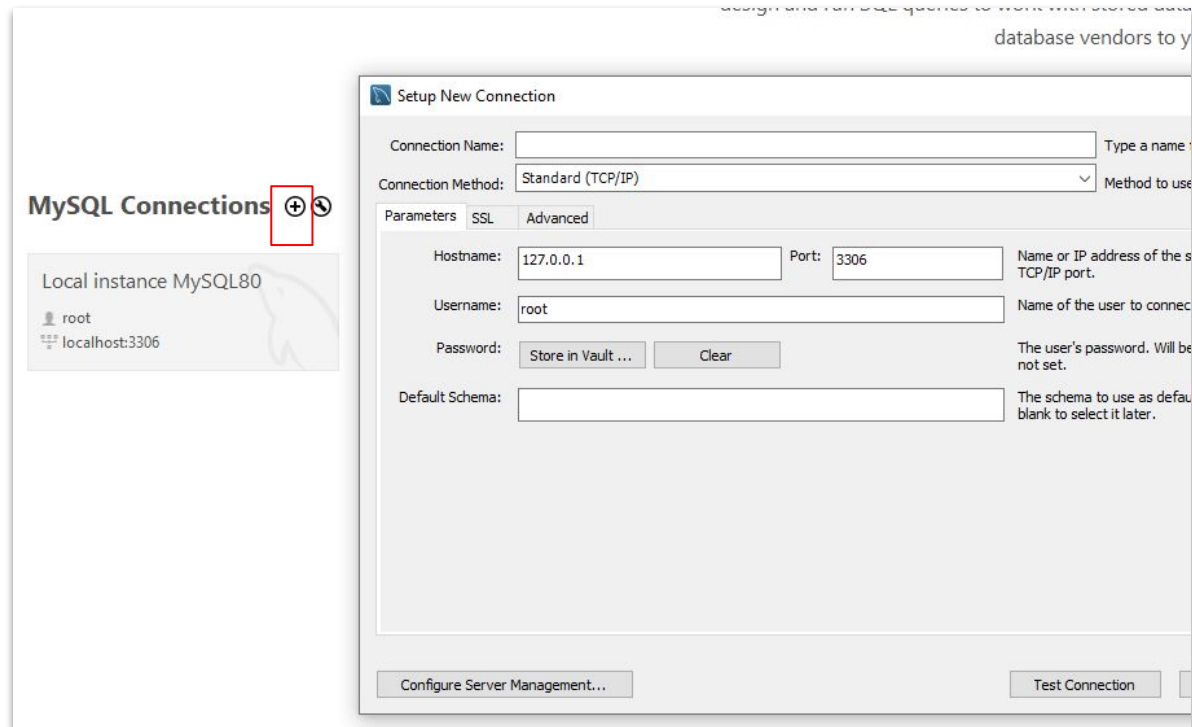 database vendors to y
Setup New Connection
Connection Name:
Type a name
Connection Method: Standard (TCP/IP)
Method to use
MySQL Connections
Parameters SSL Advanced
Hostname: 127.0.0.1 Port: 3306
Name or IP address of the s
TCP/IP port.
Local instance MySQL80
root
localhost:3306
Username: root
Name of the user to connec
Password: Store in Vault ... Clear
The user's password. Will be
not set.
Default Schema:
The schema to use as defau
blank to select it later.
Configure Server Management...
Test Connection